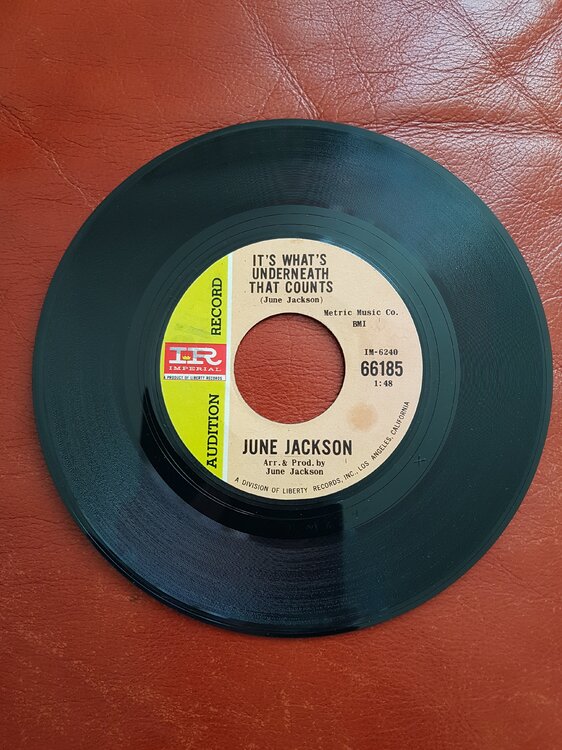 IT'S WHAT'S
UNDERNEATH
THAT COUNTS
(June Jackson)
Metric Music Co.
BMI
AUDITION RECORD
IR
IMPERIAL
A PRODUCT OF LIBERTY RECORDS
IM-6240
66185
1:48
JUNE JACKSON
Arr. & Prod. by
June Jackson
A DIVISION OF LIBERTY RECORDS, INC., LOS ANGELES, CALIFORNIA